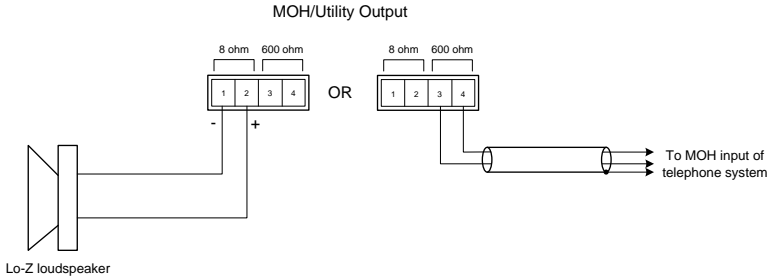 MOH/Utility Output
8 ohm 600 ohm
1 2 3 4
- +
OR
8 ohm 600 ohm
1 2 3 4
To MOH input of
telephone system
Lo-Z loudspeaker